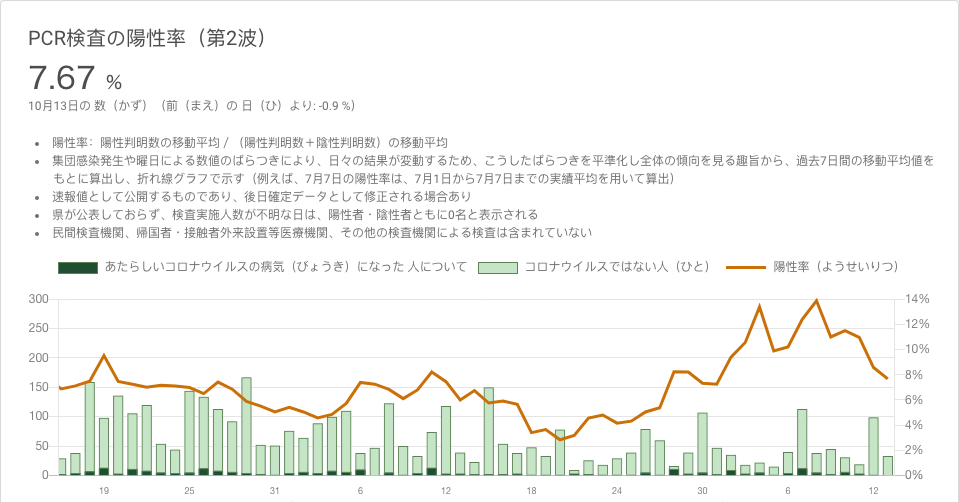 PCR検査の陽性率（第2波）
7.67 %
10月13日の 数（かず）（前（まえ）の 日（ひ）より: -0.9 %）
• 陽性率：陽性判明数の移動平均 / （陽性判明数＋陰性判明数）の移動平均
• 集団感染発生や曜日による数値のばらつきにより、日々の結果が変動するため、こうしたばらつきを平準化し全体の傾向を見る趣旨から、過去7日間の移動平均値を
もとに算出し、折れ線グラフで示す（例えば、7月7日の陽性率は、7月1日から7月7日までの実績平均を用いて算出）
• 速報値として公開するものであり、後日確定データとして修正される場合あり
• 県が公表しておらず、検査実施人数が不明な日は、陽性者・陰性者ともに0名と表示される
• 民間検査機関、帰国者・接触者外来設置等医療機関、その他の検査機関による検査は含まれていない
あたらしいコロナウイルスの病気（びょうき）になった 人について コロナウイルスではない人（ひと） 陽性率（ようせいりつ）
300 14%
12%
250
200 10%
150 8%
6%
100
4%
50
2%
0 0%
19 25 31 6 12 18 24 30 6 12